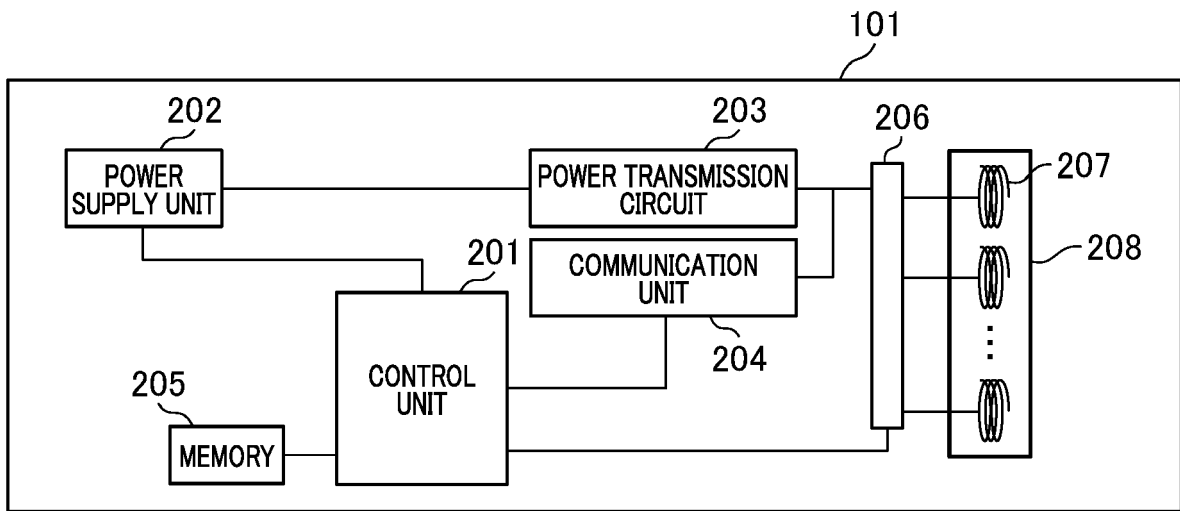 101
202
203
206
POWER
SUPPLY UNIT
POWER TRANSMISSION
CIRCUIT
207
208
201
COMMUNICATION
UNIT
204
CONTROL
UNIT
205
MEMORY